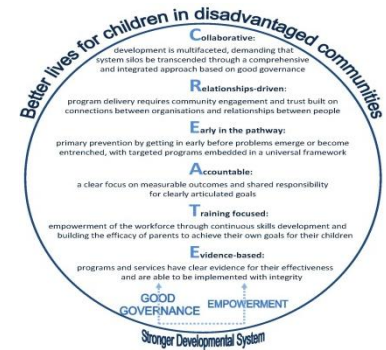 Better lives for children in disadvantaged communities
Collaborative:
development is multifaceted, demanding that
system silos be transcended through a comprehensive
and integrated approach based on good governance
Relationships-driven:
program delivery requires community engagement and trust built on
connections between organisations and relationships between people
Early in the pathway:
primary prevention by getting in early before problems emerge or become
entrenched, with targeted programs embedded in a universal framework
Accountable:
a clear focus on measurable outcomes and shared responsibility
for clearly articulated goals
Training focused:
empowerment of the workforce through continuous skills development and
building the efficacy of parents to achieve their own goals for their children
Evidence-based:
programs and services have clear evidence for their effectiveness
and are able to be implemented with integrity
GOOD
GOVERNANCE
EMPOWERMENT
Stronger Developmental System